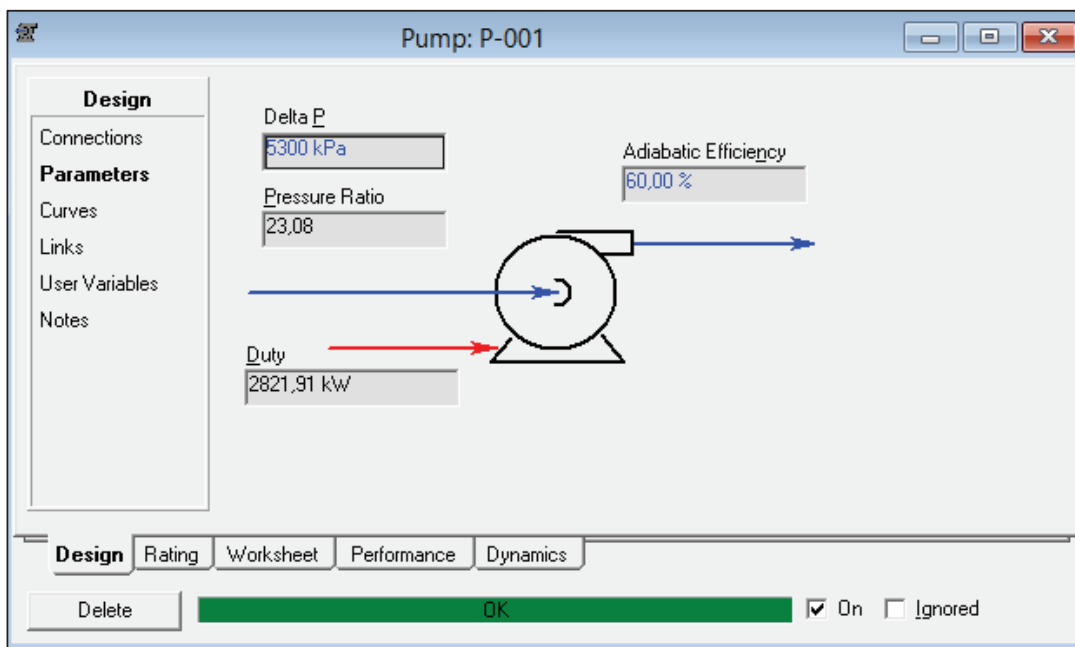 Pump: P-001
Design
Connections
Parameters
Curves
Links
User Variables
Notes
Delta P
5300 kPa
Pressure Ratio
23,08
Adiabatic Efficiency
60,00 %
Duty
2821,91 kW
Design Rating Worksheet Performance Dynamics
Delete OK On Ignored